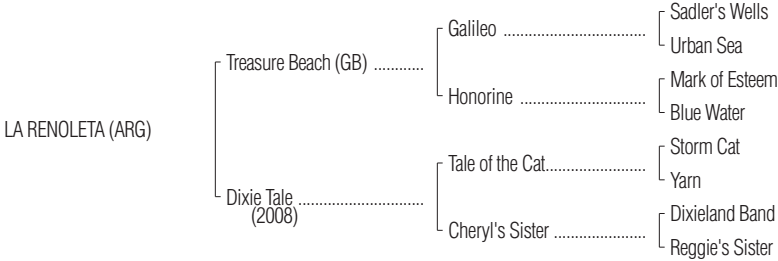 Sadler's Wells
Galileo ................................
Urban Sea
Treasure Beach (GB) ............
Mark of Esteem
Honorine ............................
Blue Water
LA RENOLETA (ARG)
Storm Cat
Tale of the Cat......................
Yarn
Dixie Tale ............................
(2008)
Dixieland Band
Cheryl's Sister ....................
Reggie's Sister